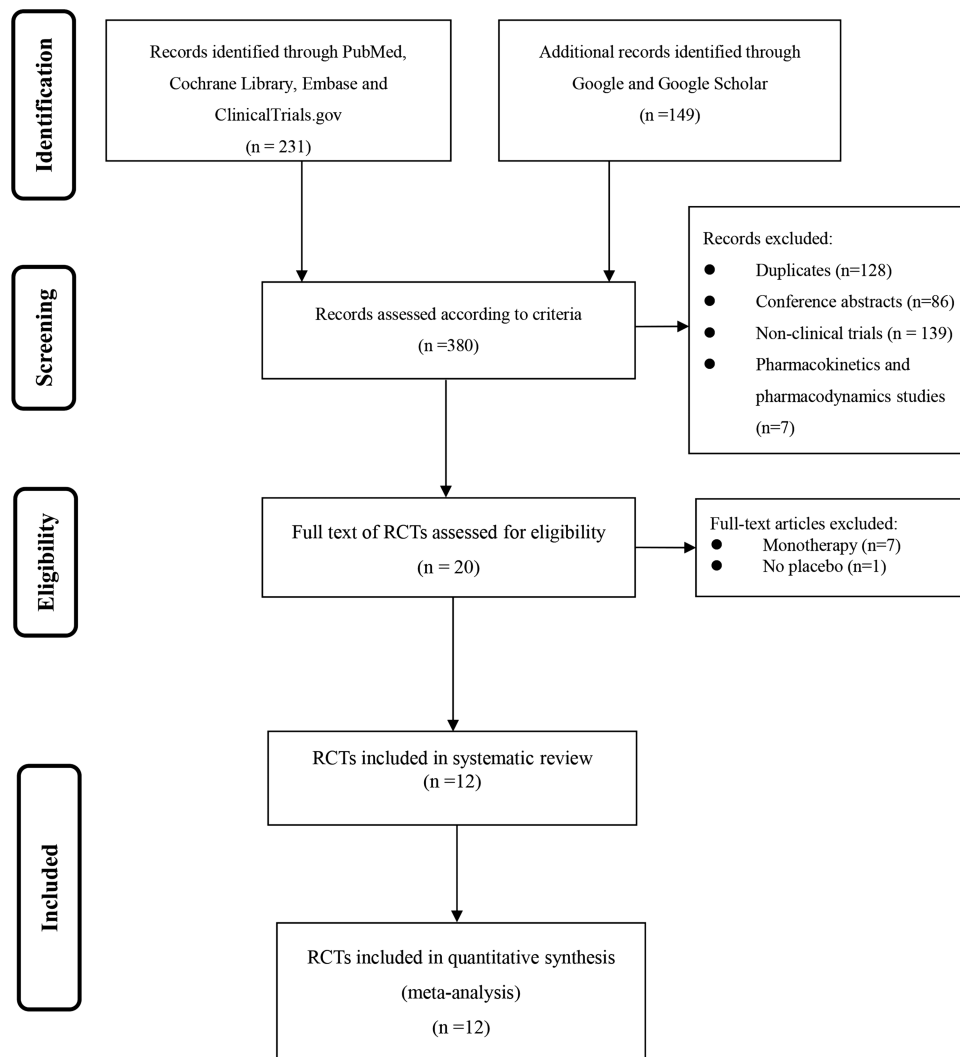 Identification
Records identified through PubMed,
Cochrane Library, Embase and
ClinicalTrials.gov
(n = 231)
Additional records identified through
Google and Google Scholar
(n =149)
Screening
Records assessed according to criteria
(n =380)
Records excluded:
● Duplicates (n=128)
● Conference abstracts (n=86)
● Non-clinical trials (n = 139)
● Pharmacokinetics and
pharmacodynamics studies
(n=7)
Eligibility
Full text of RCTs assessed for eligibility
(n = 20)
Full-text articles excluded:
● Monotherapy (n=7)
● No placebo (n=1)
Included
RCTs included in systematic review
(n =12)
RCTs included in quantitative synthesis
(meta-analysis)
(n =12)